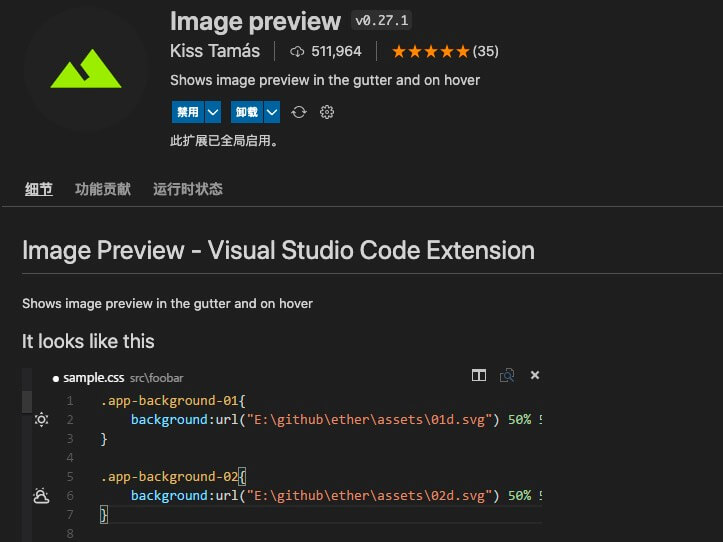 Image preview v0.27.1
Kiss Tamás 511,964 (35)
Shows image preview in the gutter and on hover
禁用 卸载
此扩展已全局启用。
细节 功能贡献 运行时状态
Image Preview - Visual Studio Code Extension
Shows image preview in the gutter and on hover
It looks like this
sample.css src\foobar
1 .app-background-01{
2 background:url("E:\github\ether\assets\01d.svg") 50%
3 }
4
5 .app-background-02{
6 background:url("E:\github\ether\assets\02d.svg") 50%
7 }
8